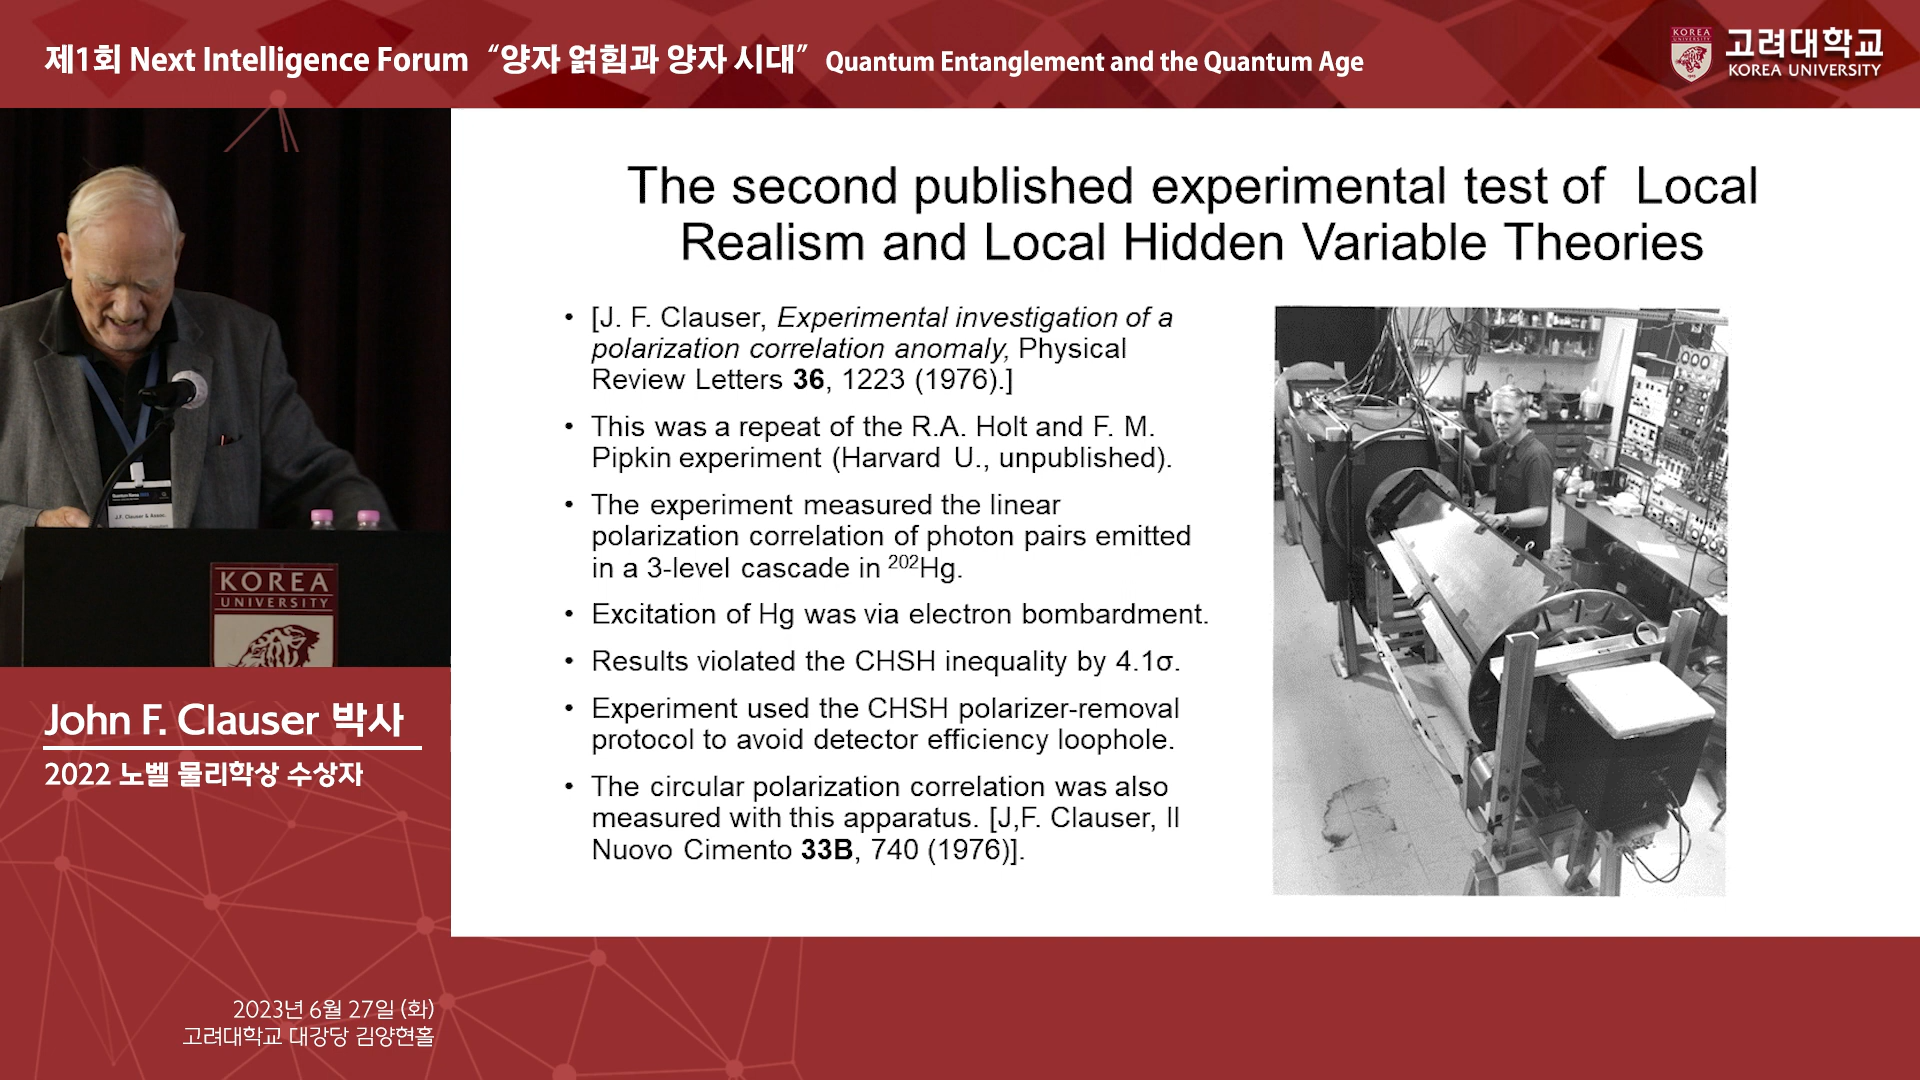 제1회 Next Intelligence Forum “양자 얽힘과 양자 시대” Quantum Entanglement and the Quantum Age
KOREA
UNIVERSITY
고려대학교
KOREA UNIVERSITY
The second published experimental test of Local
Realism and Local Hidden Variable Theories
• [J. F. Clauser, Experimental investigation of a
polarization correlation anomaly, Physical
Review Letters 36, 1223 (1976).]
• This was a repeat of the R.A. Holt and F. M.
Pipkin experiment (Harvard U., unpublished).
• The experiment measured the linear
polarization correlation of photon pairs emitted
in a 3-level cascade in ²⁰²Hg.
• Excitation of Hg was via electron bombardment.
• Results violated the CHSH inequality by 4.1σ.
• Experiment used the CHSH polarizer-removal
protocol to avoid detector efficiency loophole.
• The circular polarization correlation was also
measured with this apparatus. [J,F. Clauser, Il
Nuovo Cimento 33B, 740 (1976)].
J.F. Clauser & Assoc.
KOREA
UNIVERSITY
John F. Clauser 박사
2022 노벨 물리학상 수상자
2023년 6월 27일 (화)
고려대학교 대강당 김양현홀